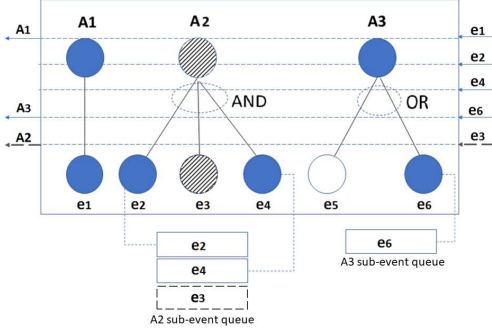 A1 A2 A3
A1 e1
e2
e4
AND OR
A3 e6
A2 e3
e1 e2 e3 e4 e5 e6
e2
e6
e4
A3 sub-event queue
e3
A2 sub-event queue